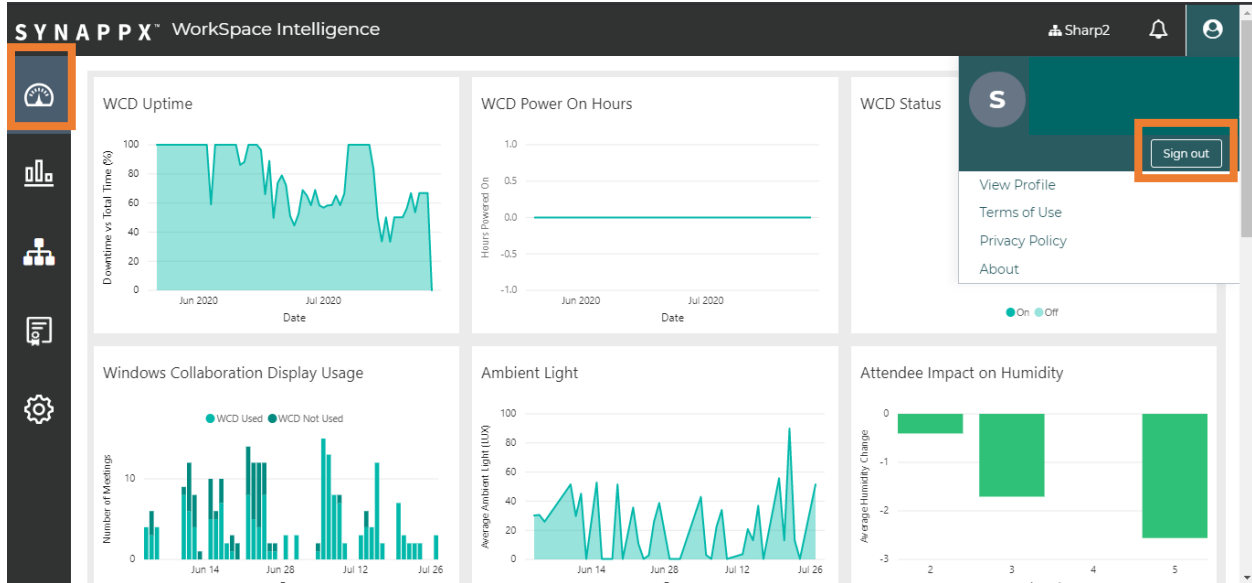 SYNAPPX™ WorkSpace Intelligence
Sharp2
S
Sign out
View Profile
Terms of Use
Privacy Policy
About
WCD Uptime
Downtime vs Total Time (%)
100
80
60
40
20
0
Jun 2020 Jul 2020
Date
WCD Power On Hours
Hours Powered On
1.0
0.5
0.0
-0.5
-1.0
Jun 2020 Jul 2020
Date
WCD Status
On Off
Windows Collaboration Display Usage
WCD Used WCD Not Used
Number of Meetings
10
0
Jun 14 Jun 28 Jul 12 Jul 26
Ambient Light
Average Ambient Light (LUX)
100
80
60
40
20
0
Jun 14 Jun 28 Jul 12 Jul 26
Attendee Impact on Humidity
Average Humidity Change
0
-1
-2
-3
2 3 4 5